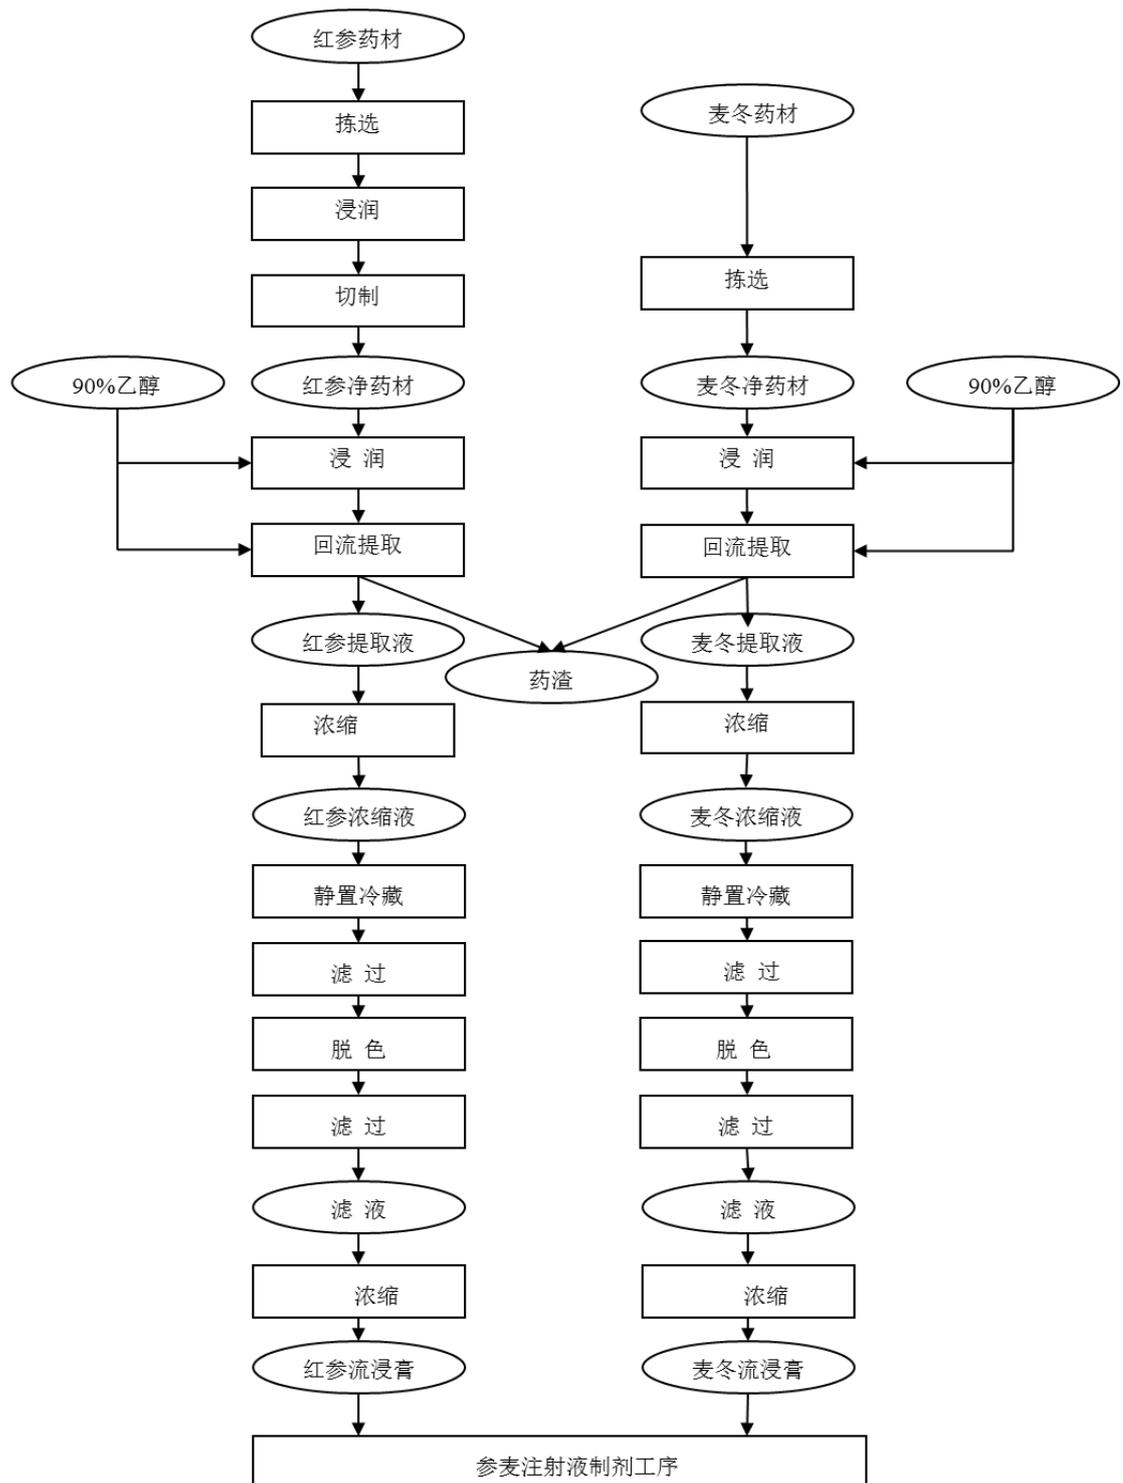 红参药材
拣选
浸润
切制
红参净药材
90%乙醇
浸 润
回流提取
红参提取液
浓缩
红参浓缩液
静置冷藏
滤 过
脱 色
滤 过
滤 液
浓缩
红参流浸膏
药渣
麦冬药材
拣选
麦冬净药材
90%乙醇
浸 润
回流提取
麦冬提取液
浓缩
麦冬浓缩液
静置冷藏
滤 过
脱 色
滤 过
滤 液
浓缩
麦冬流浸膏
参麦注射液制剂工序